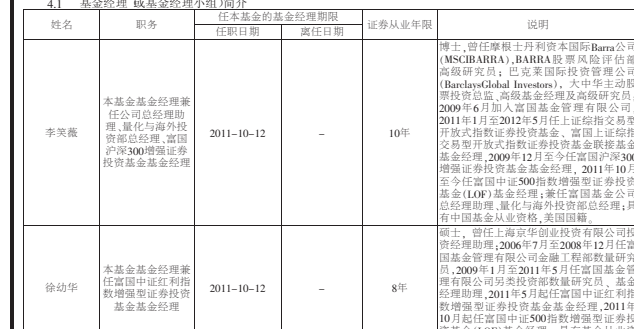 4.1 基金经理(或基金经理小组)简介
姓名 职务 任本基金的基金经理期限 证券从业年限 说明
任职日期 离任日期
李笑薇
本基金基金经理兼
任公司总经理助
理、量化与海外投
资部总经理、富国
沪深300增强证券
投资基金基金经理
2011-10-12
–
10年
博士,曾任摩根士丹利资本国际Barra公司
(MSCIBARRA),BARRA股票风险评估部
高级研究员；巴克莱国际投资管理公司
(BarclaysGlobal Investors)，大中华主动股
票投资总监、高级基金经理及高级研究员
2009年6月加入富国基金管理有限公司,
2011年1月至2012年5月任上证综指交易型
开放式指数证券投资基金、富国上证综指
交易型开放式指数证券投资基金联接基金
基金经理,2009年12月至今任富国沪深300
增强证券投资基金基金经理，2011年10月
至今任富国中证500指数增强型证券投资
基金(LOF)基金经理；兼任富国基金公司
总经理助理、量化与海外投资部总经理；具
有中国基金从业资格,美国国籍。
徐幼华
本基金基金经理兼
任富国中证红利指
数增强型证券投资
基金基金经理
2011-10-12
–
8年
硕士，曾任上海京华创业投资有限公司投
资经理助理；2006年7月至2008年12月任富
国基金管理有限公司金融工程部数量研究
员,2009年1月至2011年5月任富国基金管
理有限公司另类投资部数量研究员、基金
经理助理,2011年5月起任富国中证红利指
数增强型证券投资基金基金经理,2011年
10月起任富国中证500指数增强型证券投